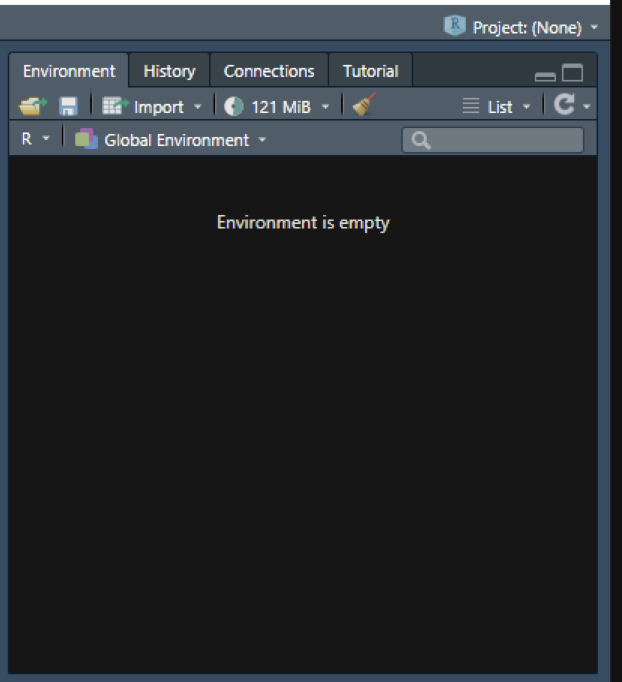 R Project: (None)
Environment History Connections Tutorial
Import 121 MiB List
R Global Environment
Environment is empty